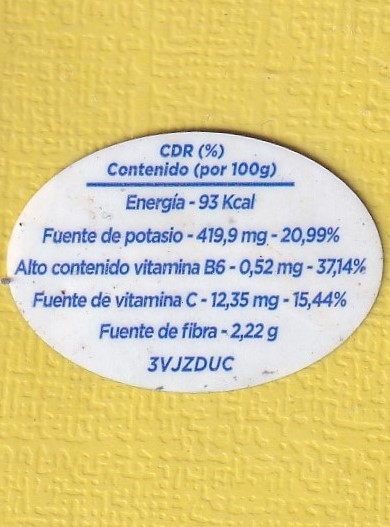 CDR (%)
Contenido (por 100g)
Energía - 93 Kcal
Fuente de potasio - 419,9 mg - 20,99%
Alto contenido vitamina B6 - 0,52 mg - 37,14%
Fuente de vitamina C - 12,35 mg - 15,44%
Fuente de fibra - 2,22 g
3VJZDUC